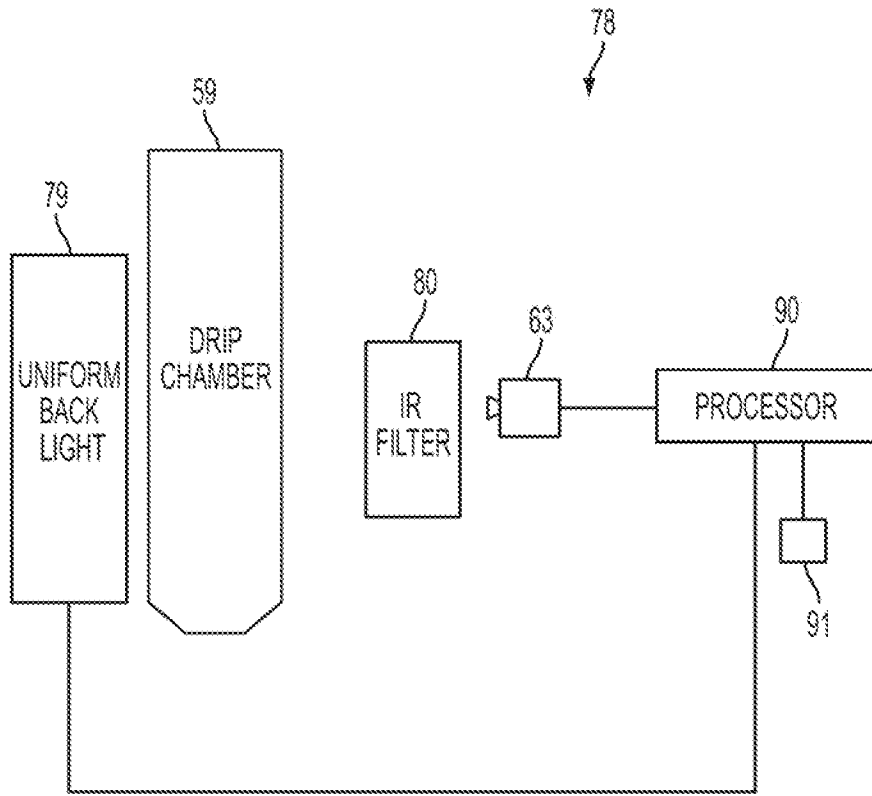 78
59
79
DRIP
CHAMBER
UNIFORM
BACK
LIGHT
80
IR
FILTER
63
90
PROCESSOR
91